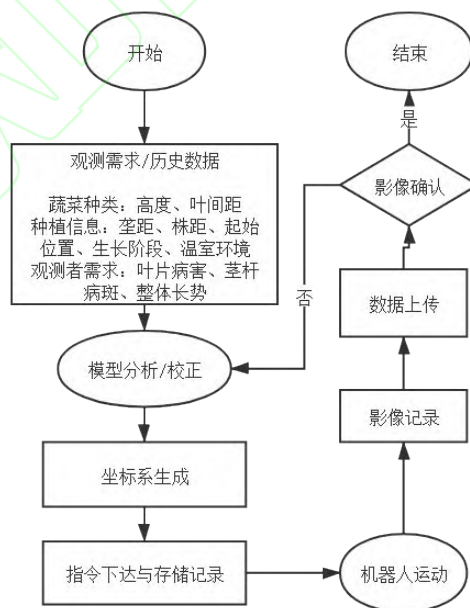 开始
观测需求/历史数据
蔬菜种类：高度、叶间距
种植信息：垄距、株距、起始
位置、生长阶段、温室环境
观测者需求：叶片病害、茎杆
病斑、整体长势
模型分析/校正
坐标系生成
指令下达与存储记录
机器人运动
影像记录
数据上传
影像确认
否
是
结束